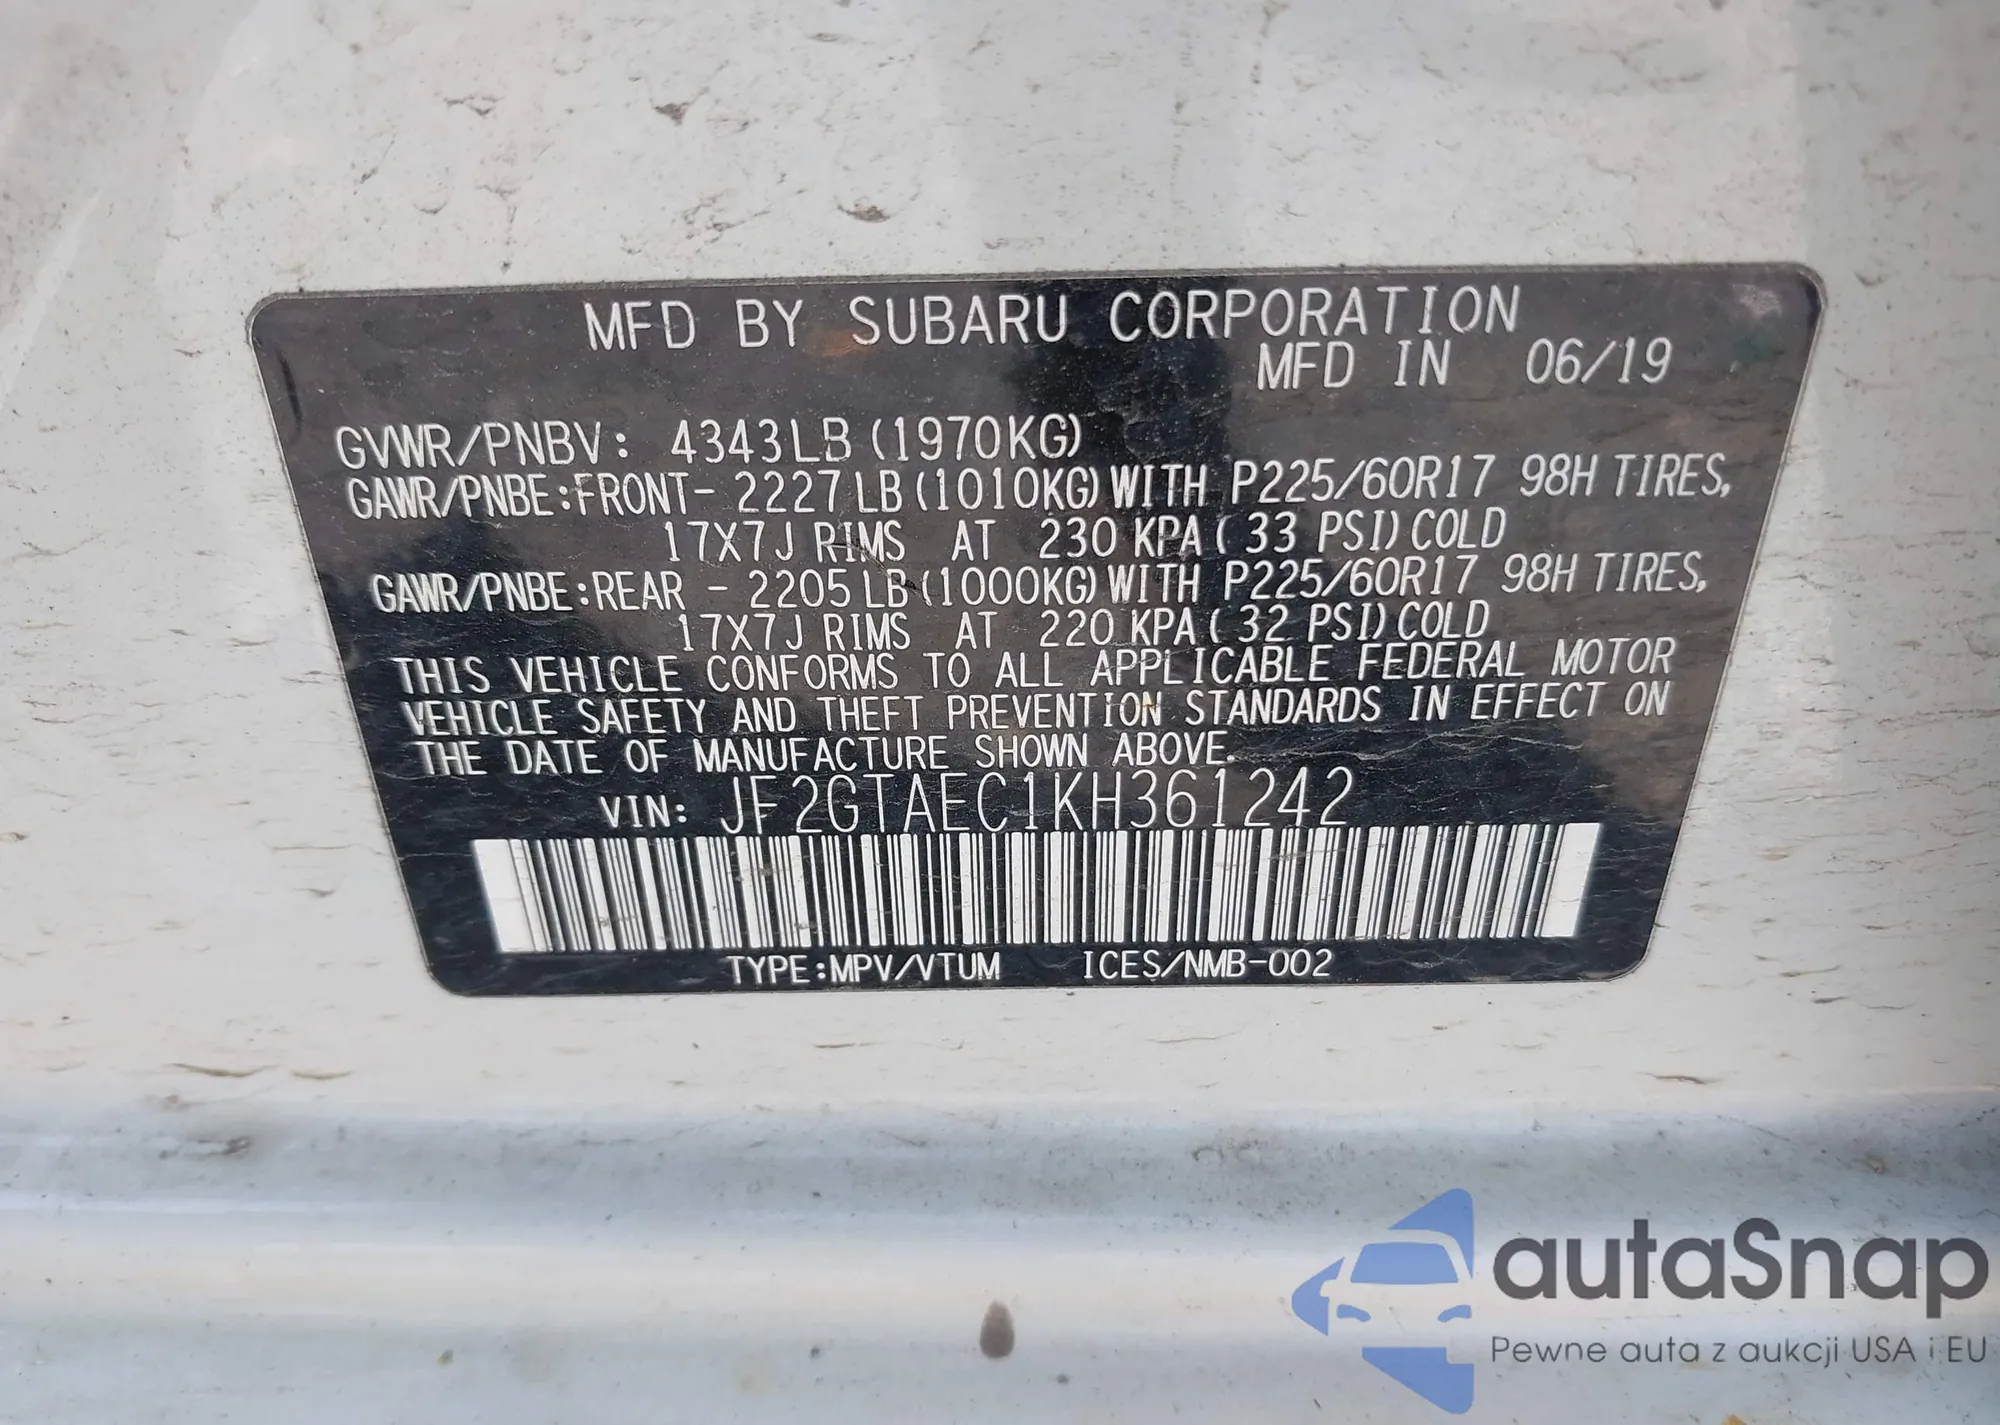 MFD BY SUBARU CORPORATION
MFD IN 06/19
GVWR/PNBV: 4343LB (1970KG)
GAWR/PNBE:FRONT- 2227LB (1010KG) WITH P225/60R17 98H TIRES,
17X7J RIMS AT 230 KPA ( 33 PSI) COLD
GAWR/PNBE:REAR - 2205LB (1000KG) WITH P225/60R17 98H TIRES,
17X7J RIMS AT 220 KPA ( 32 PSI) COLD
THIS VEHICLE CONFORMS TO ALL APPLICABLE FEDERAL MOTOR
VEHICLE SAFETY AND THEFT PREVENTION STANDARDS IN EFFECT ON
THE DATE OF MANUFACTURE SHOWN ABOVE.
VIN: JF2GTAEC1KH361242
TYPE:MPV/VTUM ICES/NMB-002
autaSnap
Pewne auta z aukcji USA i EU